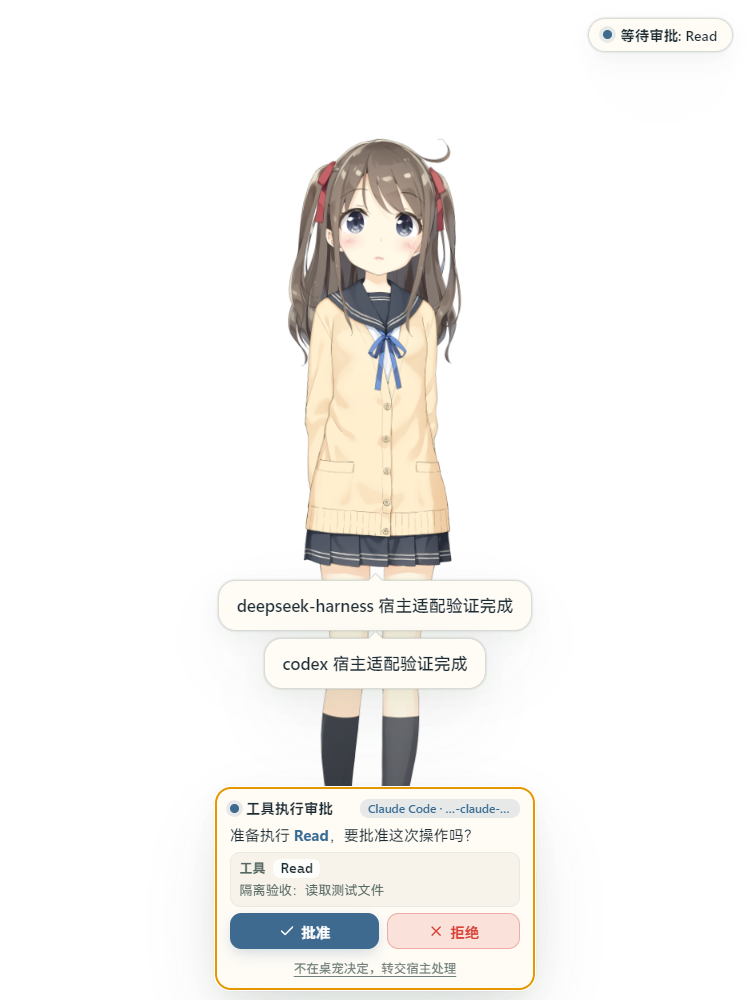 等待审批: Read
deepseek-harness 宿主适配验证完成
codex 宿主适配验证完成
工具执行审批 Claude Code · ...-claude-...
准备执行 Read，要批准这次操作吗？
工具 Read
隔离验收：读取测试文件
批准 拒绝
不在桌宠决定，转交宿主处理